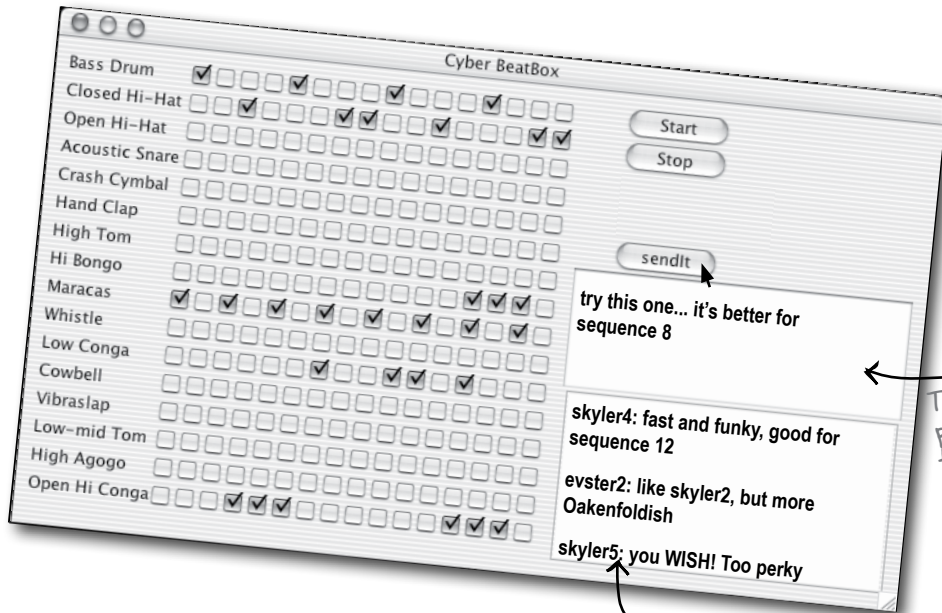 Cyber BeatBox
Bass Drum
Closed Hi-Hat
Open Hi-Hat
Acoustic Snare
Crash Cymbal
Hand Clap
High Tom
Hi Bongo
Maracas
Whistle
Low Conga
Cowbell
Vibraslap
Low-mid Tom
High Agogo
Open Hi Conga
Start
Stop
sendIt
try this one... it’s better for
sequence 8
skyler4: fast and funky, good for
sequence 12
evster2: like skyler2, but more
Oakenfoldish
skyler5: you WISH! Too perky